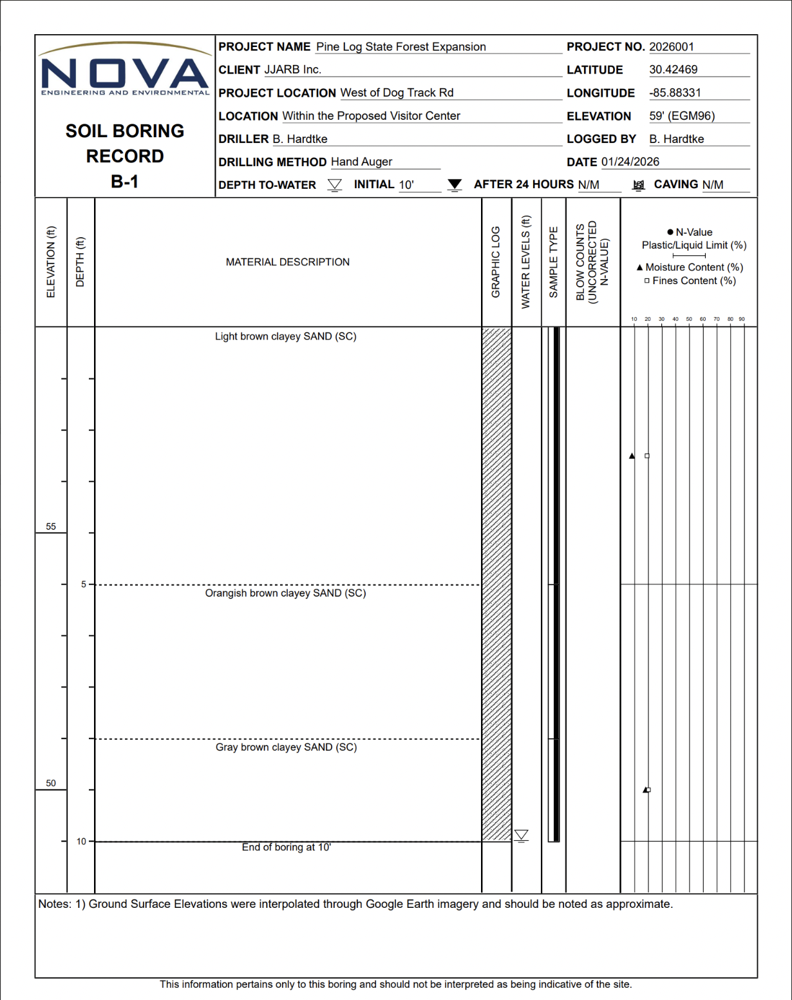 NOVA
ENGINEERING AND ENVIRONMENTAL
SOIL BORING
RECORD
B-1
PROJECT NAME Pine Log State Forest Expansion
PROJECT NO. 2026001
CLIENT JJARB Inc.
LATITUDE 30.42469
PROJECT LOCATION West of Dog Track Rd
LONGITUDE -85.88331
LOCATION Within the Proposed Visitor Center
ELEVATION 59' (EGM96)
DRILLER B. Hardtke
LOGGED BY B. Hardtke
DRILLING METHOD Hand Auger
DATE 01/24/2026
DEPTH TO-WATER INITIAL 10' AFTER 24 HOURS N/M CAVING N/M
ELEVATION (ft)
DEPTH (ft)
MATERIAL DESCRIPTION
GRAPHIC LOG
WATER LEVELS (ft)
SAMPLE TYPE
BLOW COUNTS
(UNCORRECTED
N-VALUE)
● N-Value
Plastic/Liquid Limit (%)
▲ Moisture Content (%)
□ Fines Content (%)
10 20 30 40 50 60 70 80 90
Light brown clayey SAND (SC)
55
5
Orangish brown clayey SAND (SC)
Gray brown clayey SAND (SC)
50
10
End of boring at 10'
Notes: 1) Ground Surface Elevations were interpolated through Google Earth imagery and should be noted as approximate.
This information pertains only to this boring and should not be interpreted as being indicative of the site.